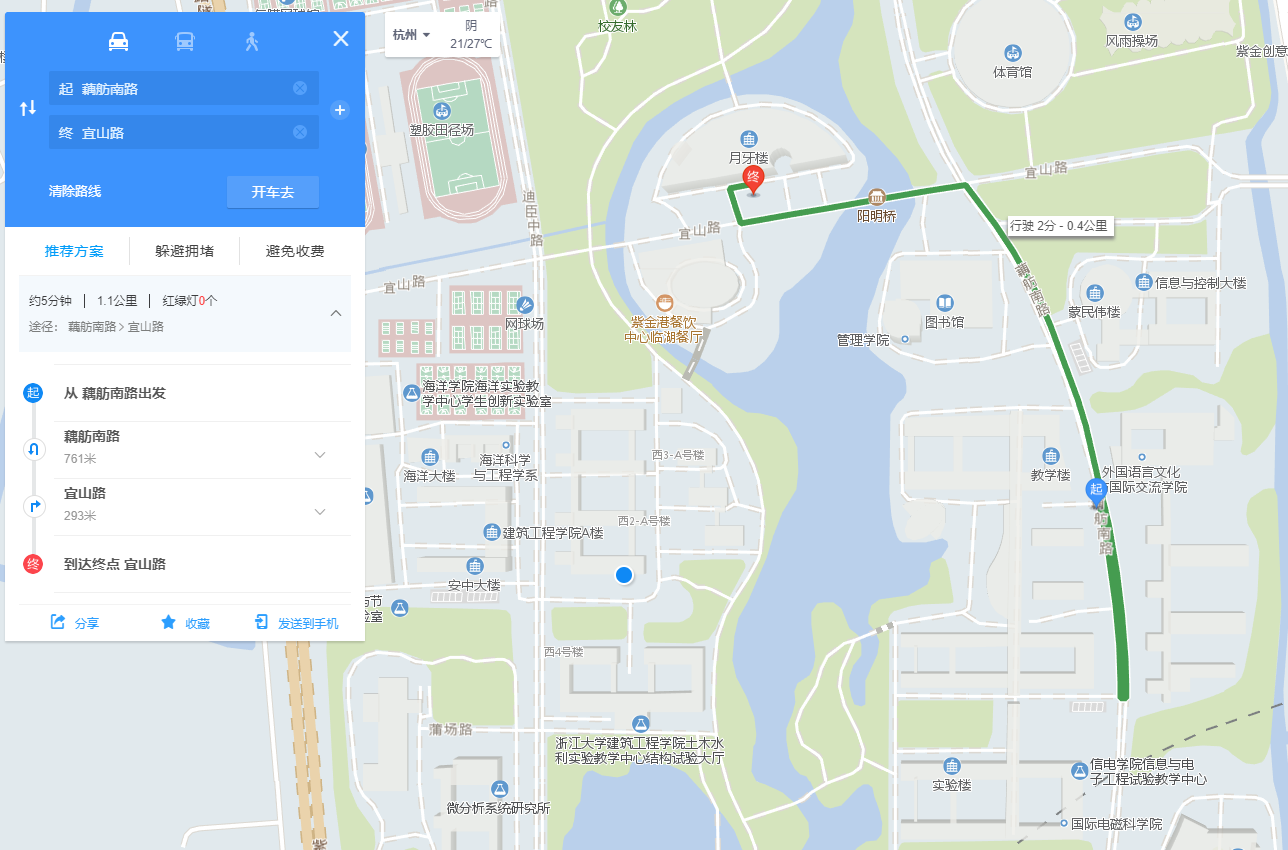 起 藕舫南路
终 宜山路
清除路线
开车去
推荐方案
躲避拥堵
避免收费
约5分钟
1.1公里
红绿灯0个
途径： 藕舫南路 > 宜山路
起
从 藕舫南路出发
藕舫南路
761米
宜山路
293米
终
到达终点 宜山路
分享
收藏
发送到手机
杭州
阴
21/27℃
校友林
风雨操场
体育馆
紫金创意
塑胶田径场
月牙楼
终
宜山路
迪臣中路
阳明桥
宜山路
行驶 2分 - 0.4公里
宜山路
藕舫南路
信息与控制大楼
蒙民伟楼
网球场
紫金港餐饮
中心临湖餐厅
图书馆
管理学院
海洋学院海洋实验教
学中心学生创新实验室
西3-A号楼
海洋大楼
海洋科学
与工程学系
教学楼
外国语言文化
国际交流学院
起
舫南路
西2-A号楼
建筑工程学院A楼
安中大楼
与节
验室
西4号楼
蒲场路
浙江大学建筑工程学院土木水
利实验教学中心结构试验大厅
实验楼
信电学院信息与电
子工程试验教学中心
微分析系统研究所
国际电磁科学院
紫